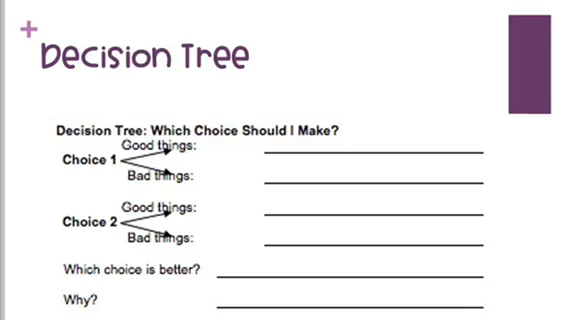 +
Decision Tree
Decision Tree: Which Choice Should I Make?
Good things:
Choice 1
Bad things:
Good things:
Choice 2
Bad things:
Which choice is better?
Why?